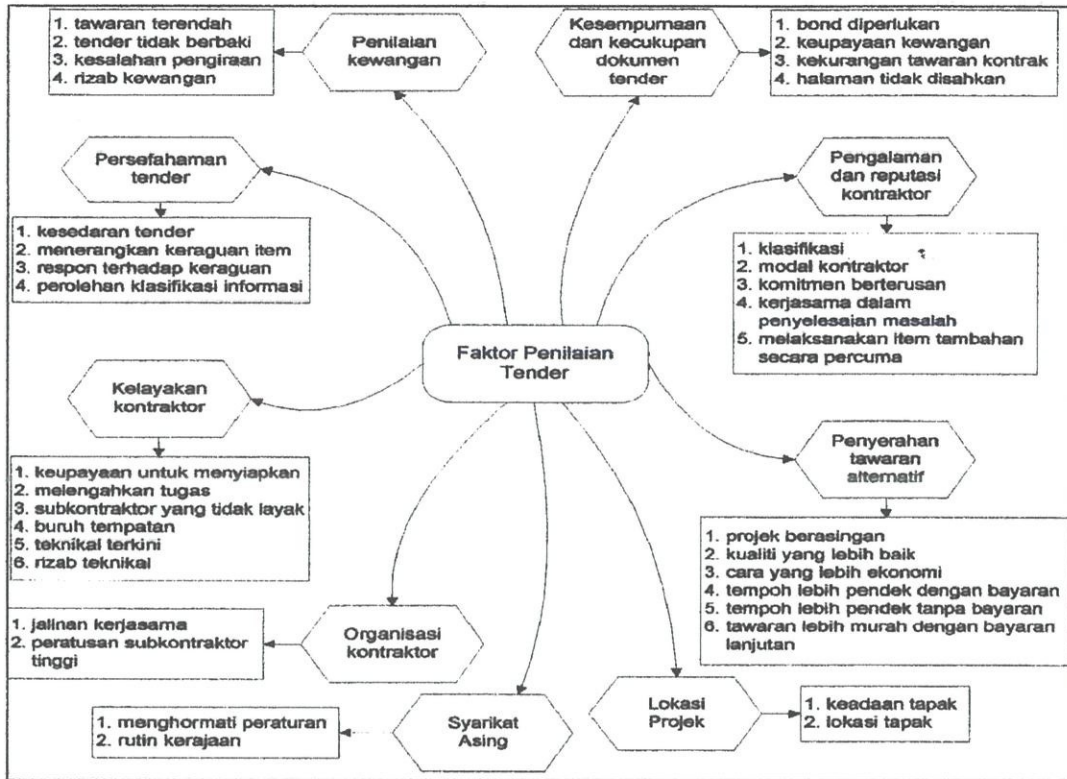 1. tawaran terendah
2. tender tidak berbaki
3. kesalahan pengiraan
4. rizab kewangan
Penilaian
kewangan
Kesempurnaan
dan kecukupan
dokumen
tender
1. bond diperlukan
2. keupayaan kewangan
3. kekurangan tawaran kontrak
4. halaman tidak disahkan
Persefahaman
tender
1. kesedaran tender
2. menerangkan keraguan item
3. respon terhadap keraguan
4. perolehan klasifikasi informasi
Pengalaman
dan reputasi
kontraktor
1. klasifikasi
2. modal kontraktor
3. komitmen berterusan
4. kerjasama dalam
penyelesaian masalah
5. melaksanakan item tambahan
secara percuma
Faktor Penilaian
Tender
Kelayakan
kontraktor
1. keupayaan untuk menyiapkan
2. melengahkan tugas
3. subkontraktor yang tidak layak
4. buruh tempatan
5. teknikal terkini
6. rizab teknikal
Penyerahan
tawaran
alternatif
1. projek berasingan
2. kualiti yang lebih baik
3. cara yang lebih ekonomi
4. tempoh lebih pendek dengan bayaran
5. tempoh lebih pendek tanpa bayaran
6. tawaran lebih murah dengan bayaran
lanjutan
1. jalinan kerjasama
2. peratusan subkontraktor
tinggi
Organisasi
kontraktor
1. menghormati peraturan
2. rutin kerajaan
Syarikat
Asing
Lokasi
Projek
1. keadaan tapak
2. lokasi tapak